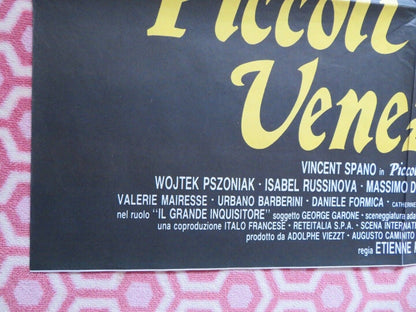 Piccoli
Vene
VINCENT SPANO in Picco
WOJTEK PSZONIAK · ISABEL RUSSINOVA · MASSIMO D
VALERIE MAIRESSE · URBANO BARBERINI · DANIELE FORMICA · CATHERINE
nel ruolo "IL GRANDE INQUISITORE" soggetto GEORGE GARONE · sceneggiatura ada
una coproduzione ITALO FRANCESE · RETEITALIA S.P.A. · SCENA INTERNAT
prodotto da ADOLPHE VIEZZT · AUGUSTO CAMINITO
regia ETIENNE